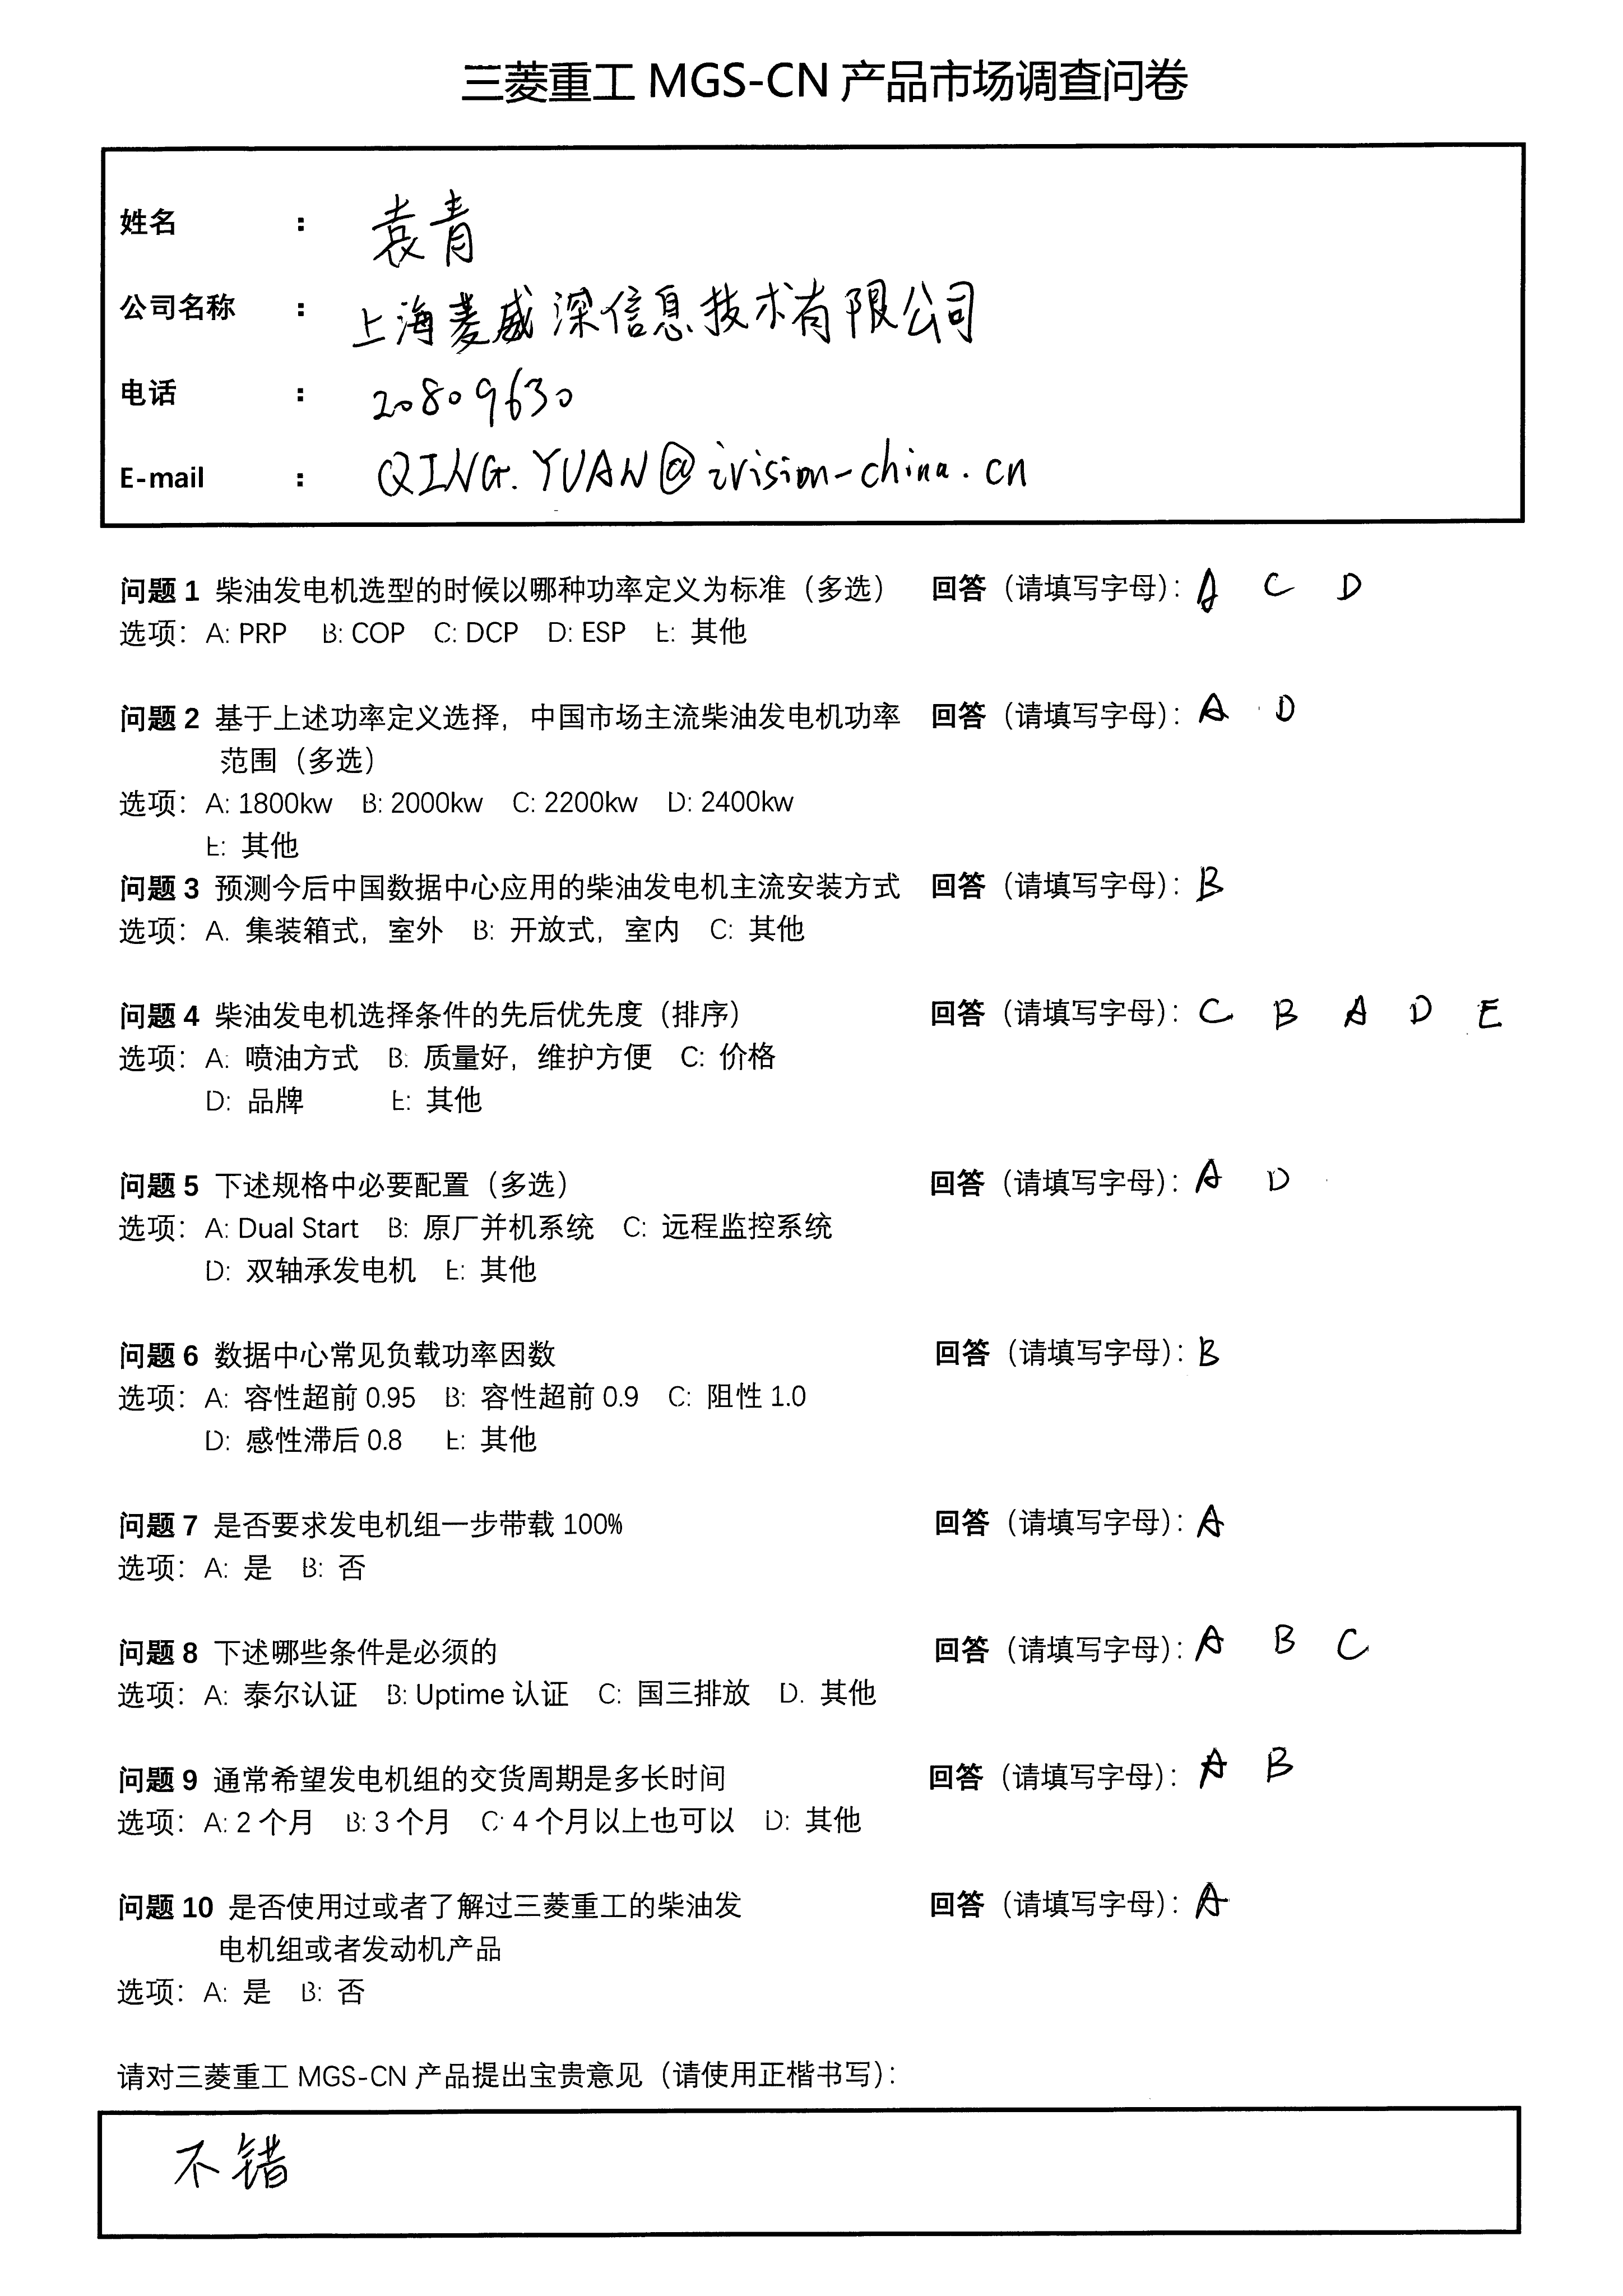 三菱重工 MGS-CN 产品市场调查问卷
姓名 : 袁青
公司名称 : 上海菱威深信息技术有限公司
电话 : 20809630
E-mail : QING.YUAN@ivision-china.cn
问题 1 柴油发电机选型的时候以哪种功率定义为标准（多选） 回答（请填写字母）: A C D
选项: A: PRP B: COP C: DCP D: ESP E: 其他
问题 2 基于上述功率定义选择，中国市场主流柴油发电机功率 回答（请填写字母）: A D
范围（多选）
选项: A: 1800kw B: 2000kw C: 2200kw D: 2400kw
E: 其他
问题 3 预测今后中国数据中心应用的柴油发电机主流安装方式 回答（请填写字母）: B
选项: A. 集装箱式，室外 B: 开放式，室内 C: 其他
问题 4 柴油发电机选择条件的先后优先度（排序） 回答（请填写字母）: C B A D E
选项: A: 喷油方式 B: 质量好，维护方便 C: 价格
D: 品牌 E: 其他
问题 5 下述规格中必要配置（多选） 回答（请填写字母）: A D
选项: A: Dual Start B: 原厂并机系统 C: 远程监控系统
D: 双轴承发电机 E: 其他
问题 6 数据中心常见负载功率因数 回答（请填写字母）: B
选项: A: 容性超前 0.95 B: 容性超前 0.9 C: 阻性 1.0
D: 感性滞后 0.8 E: 其他
问题 7 是否要求发电机组一步带载 100% 回答（请填写字母）: A
选项: A: 是 B: 否
问题 8 下述哪些条件是必须的 回答（请填写字母）: A B C
选项: A: 泰尔认证 B: Uptime 认证 C: 国三排放 D. 其他
问题 9 通常希望发电机组的交货周期是多长时间 回答（请填写字母）: A B
选项: A: 2 个月 B: 3 个月 C: 4 个月以上也可以 D: 其他
问题 10 是否使用过或者了解过三菱重工的柴油发 回答（请填写字母）: A
电机组或者发动机产品
选项: A: 是 B: 否
请对三菱重工 MGS-CN 产品提出宝贵意见（请使用正楷书写）:
不错